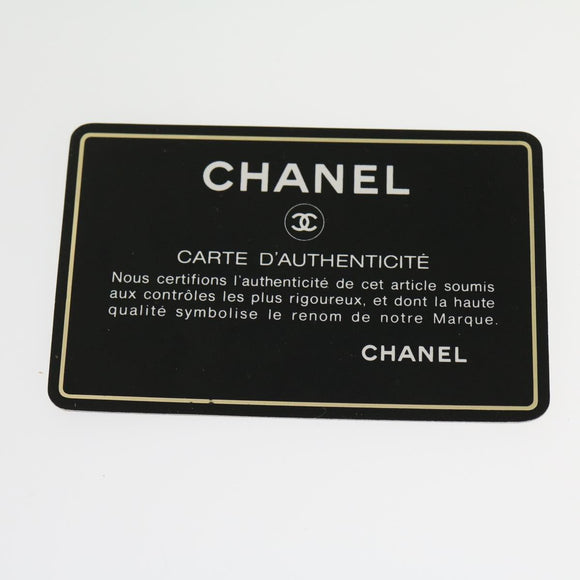 CHANEL
CARTE D'AUTHENTICITÉ
Nous certifions l'authenticité de cet article soumis
aux contrôles les plus rigoureux, et dont la haute
qualité symbolise le renom de notre Marque.
CHANEL